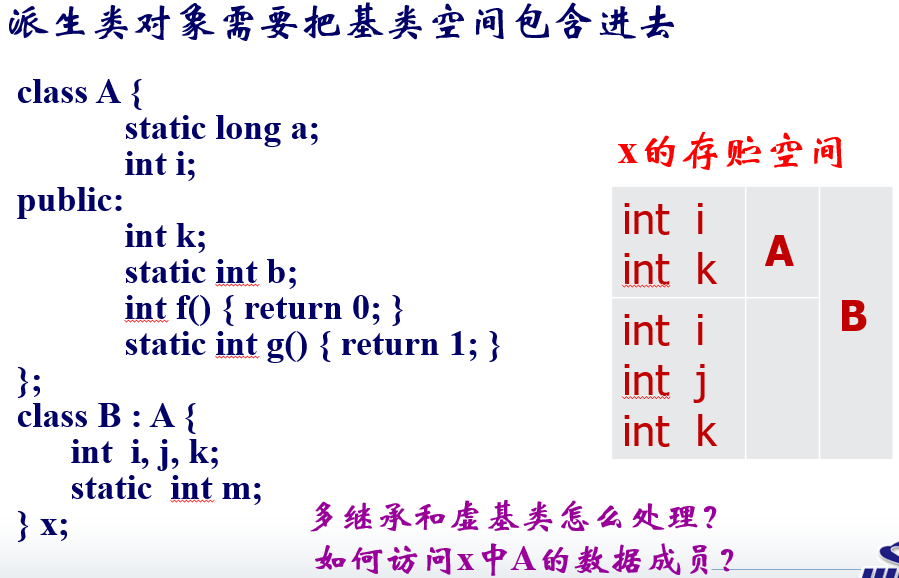 派生类对象需要把基类空间包含进去
class A {
static long a;
int i;
public:
int k;
static int b;
int f() { return 0; }
static int g() { return 1; }
};
class B : A {
int i, j, k;
static int m;
} x;
x的存贮空间
int i
int k
A
int i
int j
int k
B
多继承和虚基类怎么处理?
如何访问x中A的数据成员?